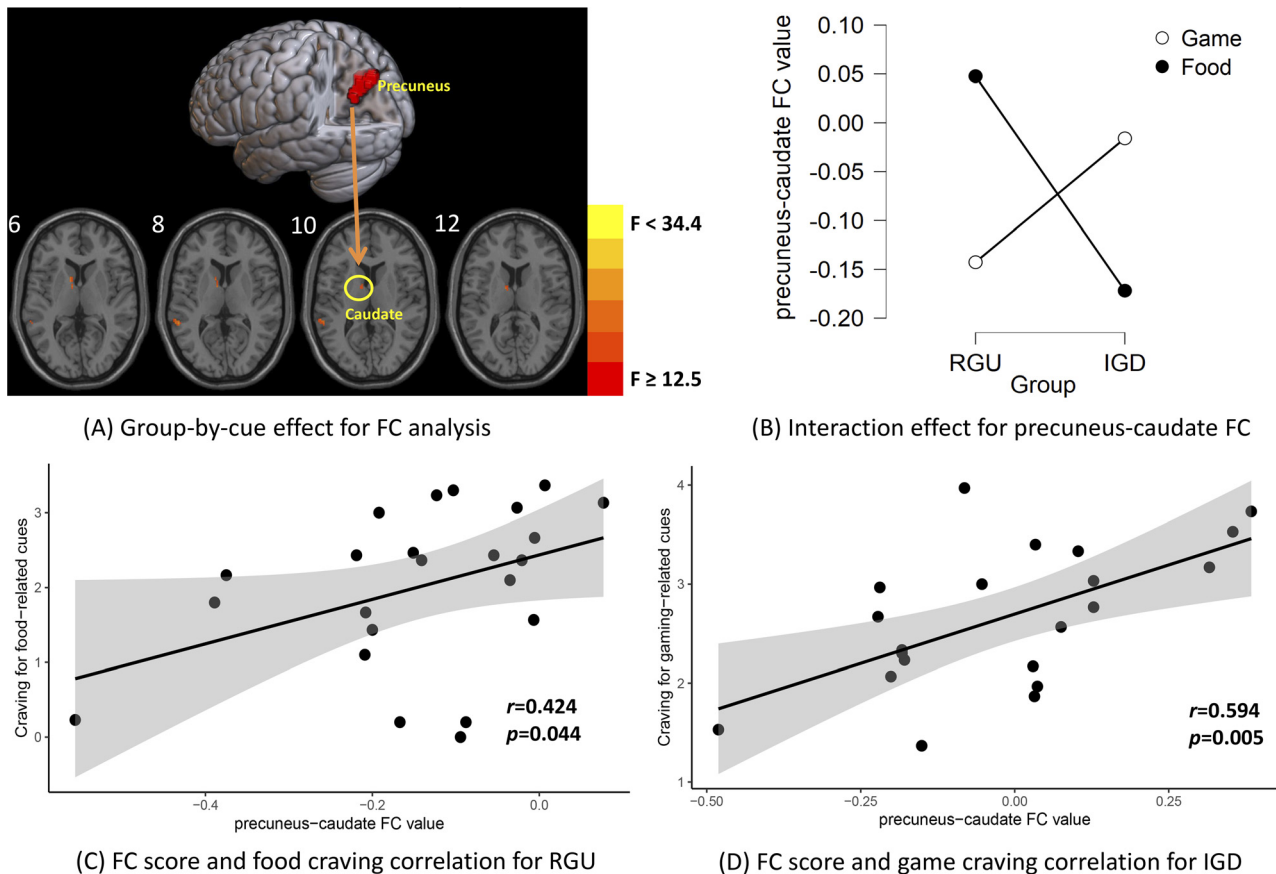 Precuneus
6
8
10
12
Caudate
F < 34.4
F ≥ 12.5
(A) Group-by-cue effect for FC analysis
precuneus-caudate FC value
0.10
0.05
0.00
-0.05
-0.10
-0.15
-0.20
Game
Food
RGU
IGD
Group
(B) Interaction effect for precuneus-caudate FC
Craving for food−related cues
3
2
1
0
r=0.424
p=0.044
−0.4
−0.2
0.0
precuneus−caudate FC value
(C) FC score and food craving correlation for RGU
Craving for gaming−related cues
4
3
2
1
r=0.594
p=0.005
−0.50
−0.25
0.00
0.25
precuneus−caudate FC value
(D) FC score and game craving correlation for IGD